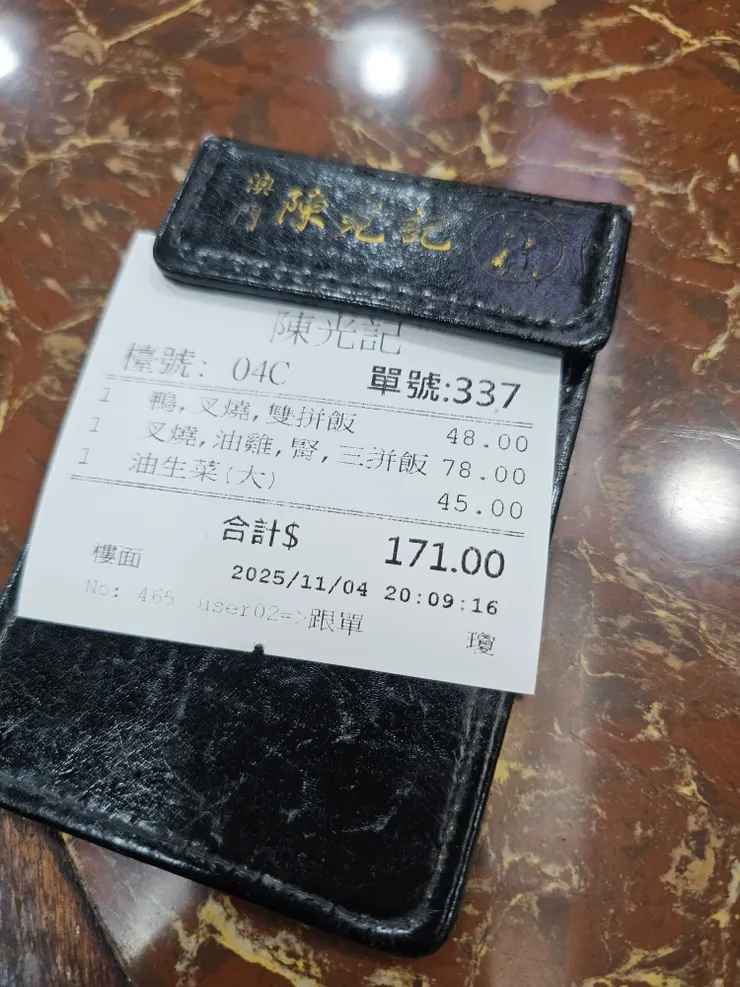 澳門 陳光記
陳光記
檯號: 04C 單號:337
1 鴨,叉燒,雙拼飯 48.00
1 叉燒,油雞,腎,三拼飯 78.00
1 油生菜(大) 45.00
合計$ 171.00
樓面 2025/11/04 20:09:16
No: 465 user02=>跟單 瓊